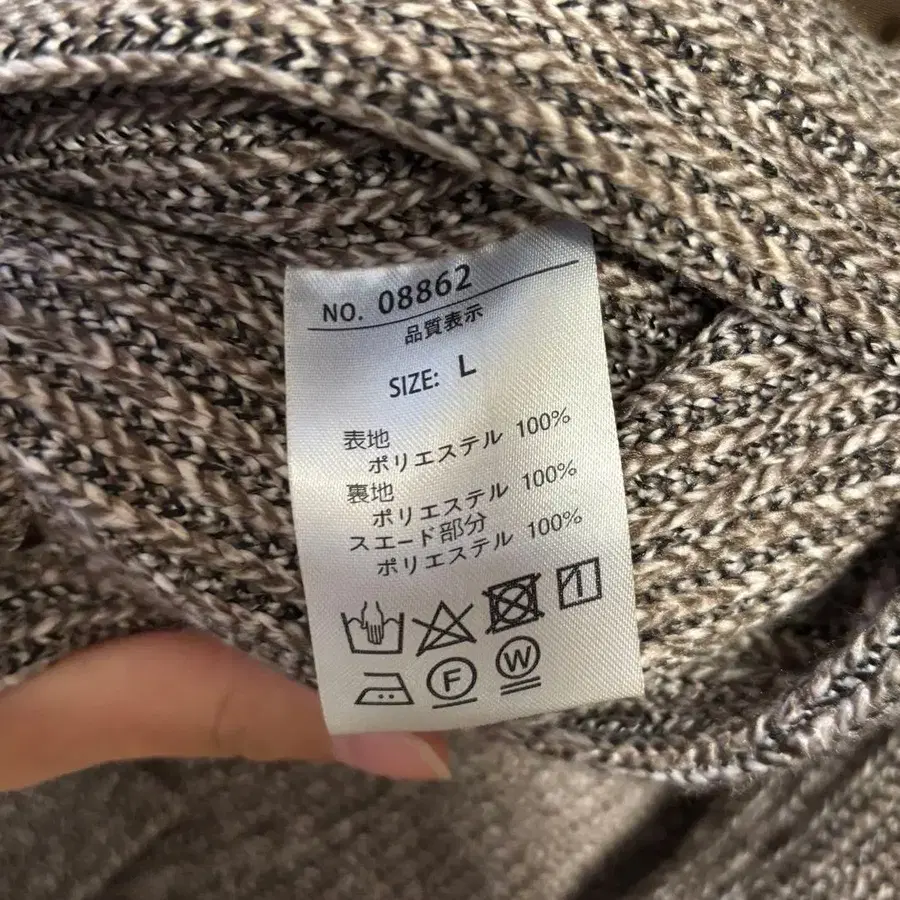 NO. 08862
品質表示
SIZE: L
表地
ポリエステル 100%
裏地
ポリエステル 100%
スエード部分
ポリエステル 100%
F W